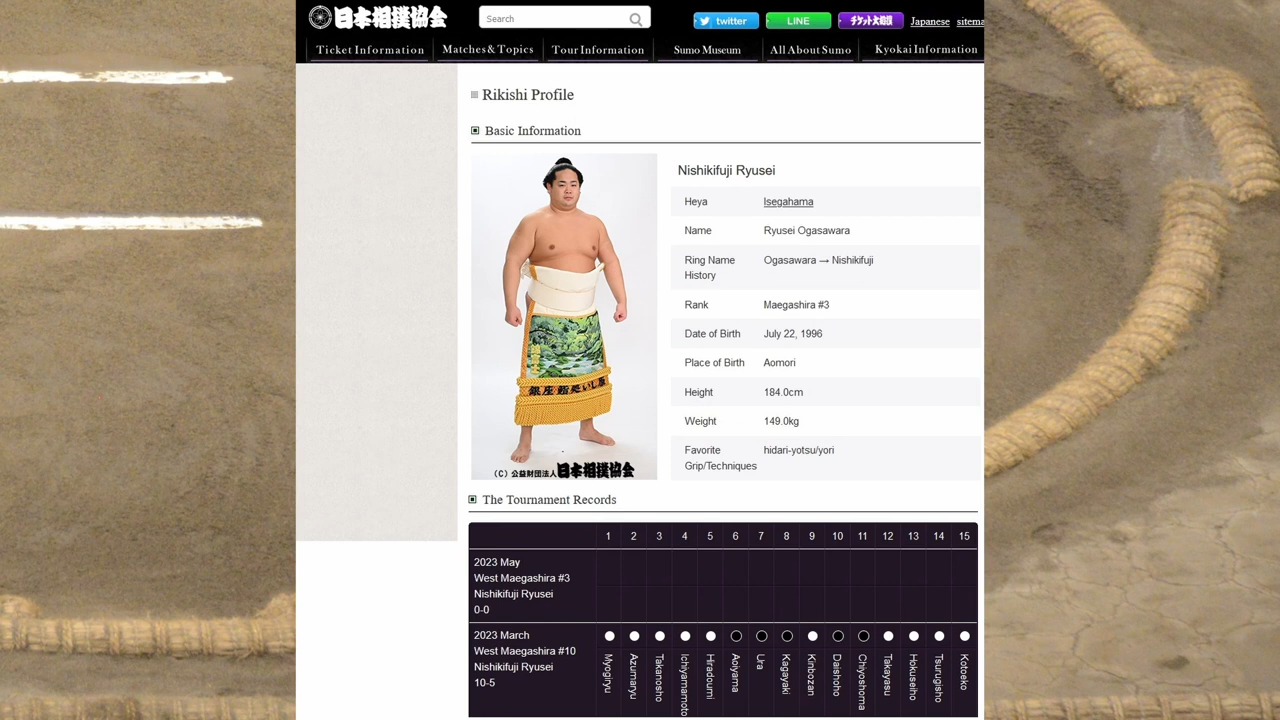 日本相撲協会
Search
twitter
LINE
チケット大相撲
Japanese
sitema
Ticket Information
Matches & Topics
Tour Information
Sumo Museum
All About Sumo
Kyokai Information
Rikishi Profile
Basic Information
Nishikifuji Ryusei
Heya Isegahama
Name Ryusei Ogasawara
Ring Name Ogasawara → Nishikifuji
History
Rank Maegashira #3
Date of Birth July 22, 1996
Place of Birth Aomori
Height 184.0cm
Weight 149.0kg
Favorite hidari-yotsu/yori
Grip/Techniques
(C) 公益財団法人日本相撲協会
The Tournament Records
1 2 3 4 5 6 7 8 9 10 11 12 13 14 15
2023 May
West Maegashira #3
Nishikifuji Ryusei
0-0
2023 March
West Maegashira #10
Nishikifuji Ryusei
10-5
Myogiryu
Azumaryu
Takanosho
Ichiyamamoto
Hiradoumi
Aoiyama
Ura
Kagayaki
Kinbozan
Daishoho
Chiyoshoma
Takayasu
Hokuseiho
Tsurugisho
Kotoeko